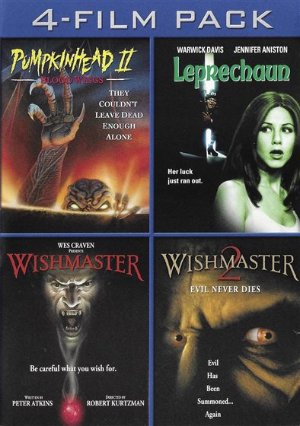 4-FILM PACK
PUMPKINHEAD II
BLOOD WINGS
THEY
COULDN'T
LEAVE DEAD
ENOUGH
ALONE
WARWICK DAVIS JENNIFER ANISTON
Leprechaun
Her luck
just ran out.
WES CRAVEN
PRESENTS
WISHMASTER
Be careful what you wish for.
WRITTEN BY
PETER ATKINS
DIRECTED BY
ROBERT KURTZMAN
WISHMASTER
2
EVIL NEVER DIES
Evil
Has
Been
Summoned...
Again